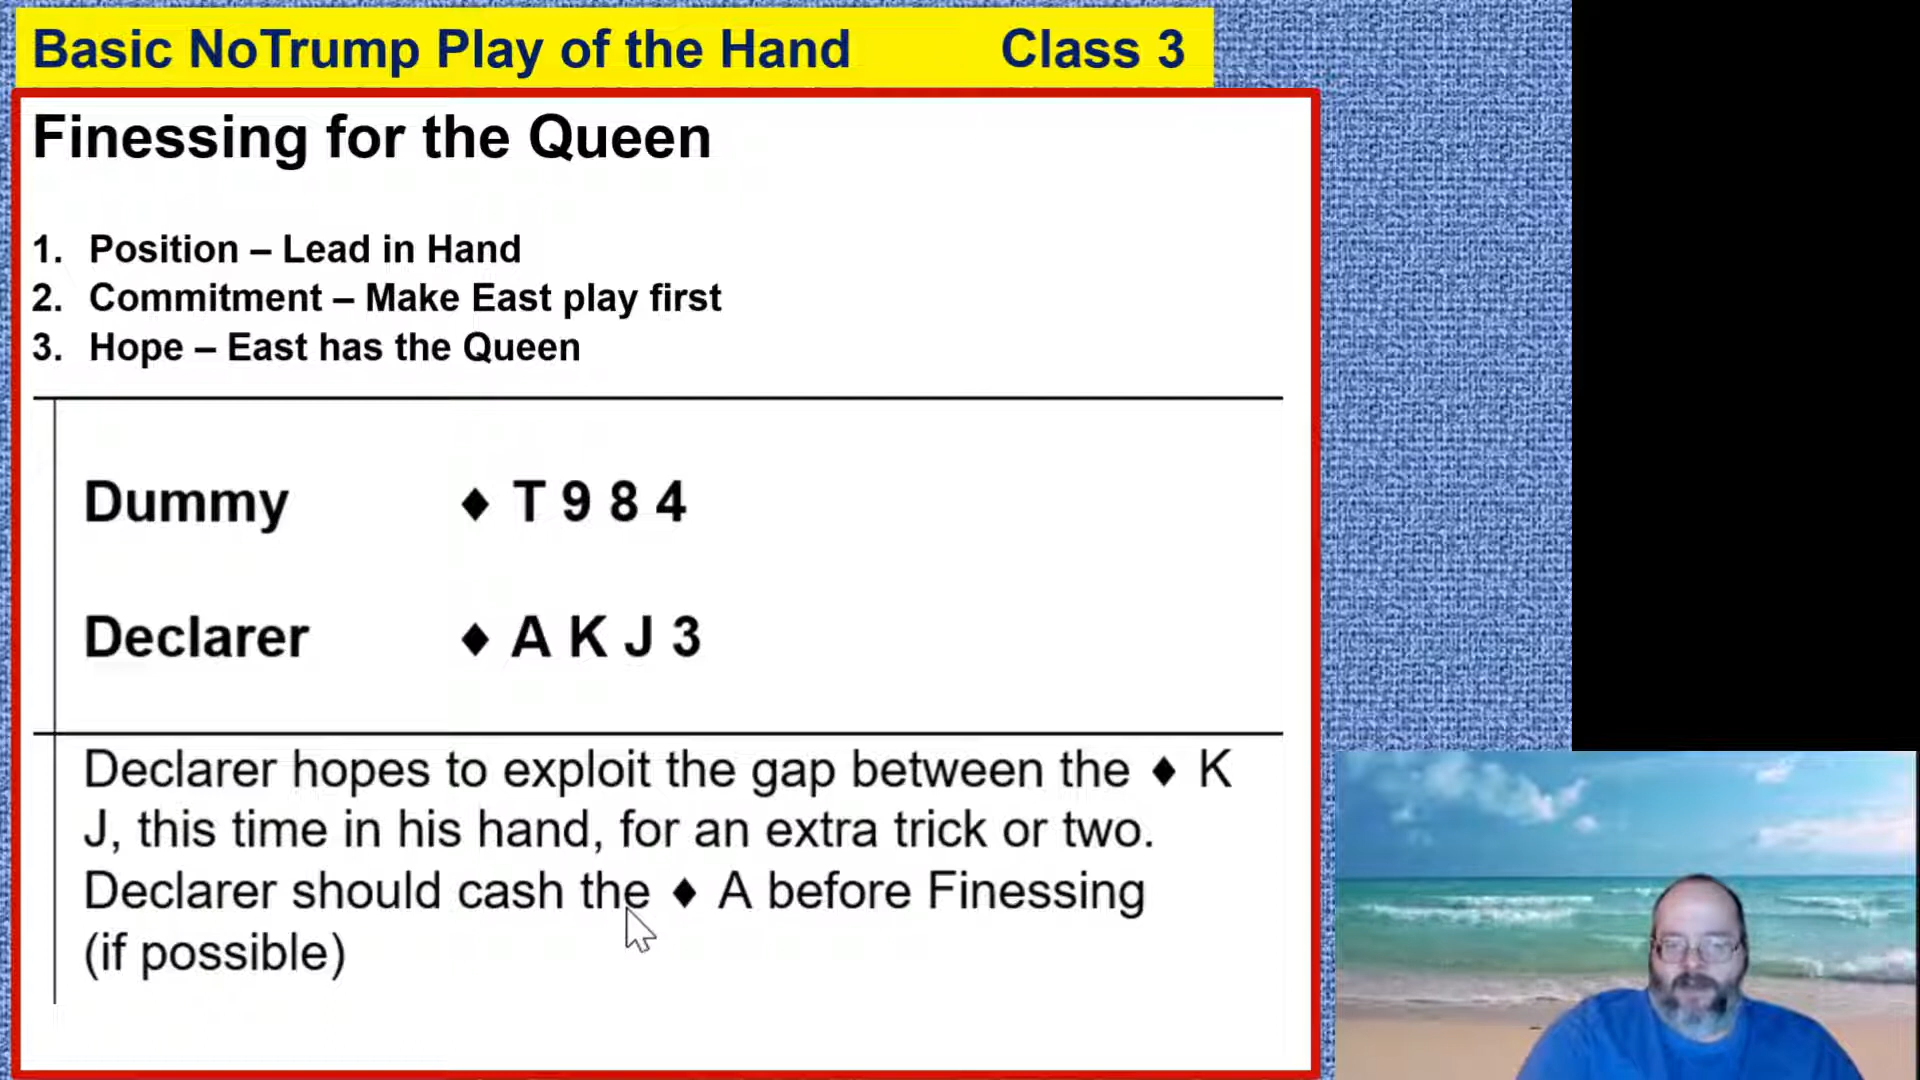 Basic NoTrump Play of the Hand Class 3
Finessing for the Queen
1. Position – Lead in Hand
2. Commitment – Make East play first
3. Hope – East has the Queen
Dummy ♦ T 9 8 4
Declarer ♦ A K J 3
Declarer hopes to exploit the gap between the ♦ K
J, this time in his hand, for an extra trick or two.
Declarer should cash the ♦ A before Finessing
(if possible)